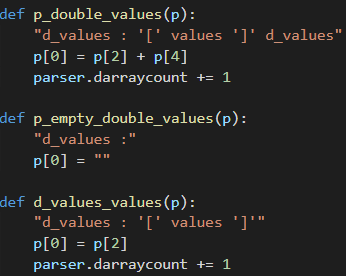 def p_double_values(p):
"d_values : '[' values ']' d_values"
p[0] = p[2] + p[4]
parser.darraycount += 1
def p_empty_double_values(p):
"d_values :"
p[0] = ""
def d_values_values(p):
"d_values : '[' values ']'"
p[0] = p[2]
parser.darraycount += 1